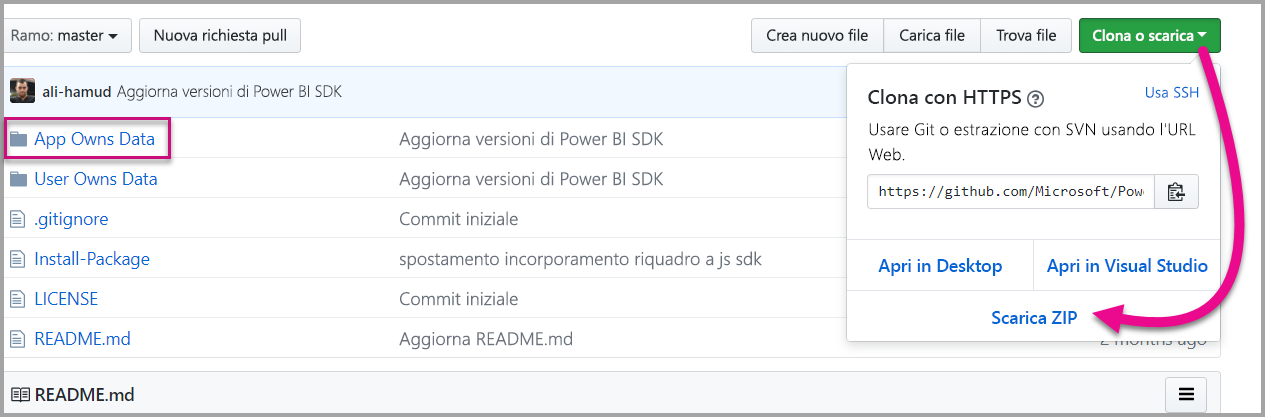 Ramo: master
Nuova richiesta pull
Crea nuovo file
Carica file
Trova file
Clona o scarica
ali-hamud Aggiorna versioni di Power BI SDK
App Owns Data
Aggiorna versioni di Power BI SDK
User Owns Data
Aggiorna versioni di Power BI SDK
.gitignore
Commit iniziale
Install-Package
spostamento incorporamento riquadro a js sdk
LICENSE
Commit iniziale
README.md
Aggiorna README.md
2 months ago
Clona con HTTPS ?
Usa SSH
Usare Git o estrazione con SVN usando l'URL
Web.
https://github.com/Microsoft/Pow
Apri in Desktop
Apri in Visual Studio
Scarica ZIP
README.md